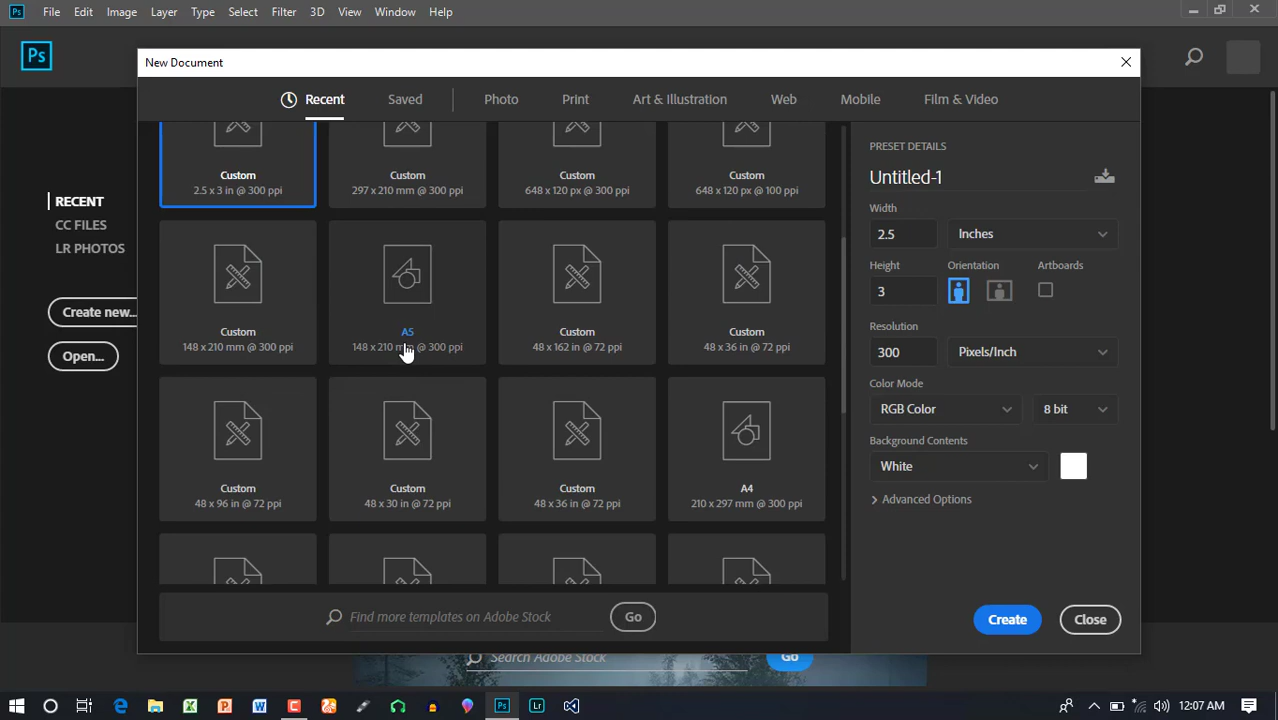 Ps File Edit Image Layer Type Select Filter 3D View Window Help
Ps
New Document
Recent Saved Photo Print Art & Illustration Web Mobile Film & Video
RECENT
CC FILES
LR PHOTOS
Create new...
Open...
Custom
2.5 x 3 in @ 300 ppi
Custom
297 x 210 mm @ 300 ppi
Custom
648 x 120 px @ 300 ppi
Custom
648 x 120 px @ 100 ppi
Custom
148 x 210 mm @ 300 ppi
A5
148 x 210 mm @ 300 ppi
Custom
48 x 162 in @ 72 ppi
Custom
48 x 36 in @ 72 ppi
Custom
48 x 96 in @ 72 ppi
Custom
48 x 30 in @ 72 ppi
Custom
48 x 36 in @ 72 ppi
A4
210 x 297 mm @ 300 ppi
Find more templates on Adobe Stock Go
PRESET DETAILS
Untitled-1
Width
2.5 Inches
Height Orientation Artboards
3
Resolution
300 Pixels/Inch
Color Mode
RGB Color 8 bit
Background Contents
White
Advanced Options
Create Close
Search Adobe Stock Go
Ps Lr 12:07 AM